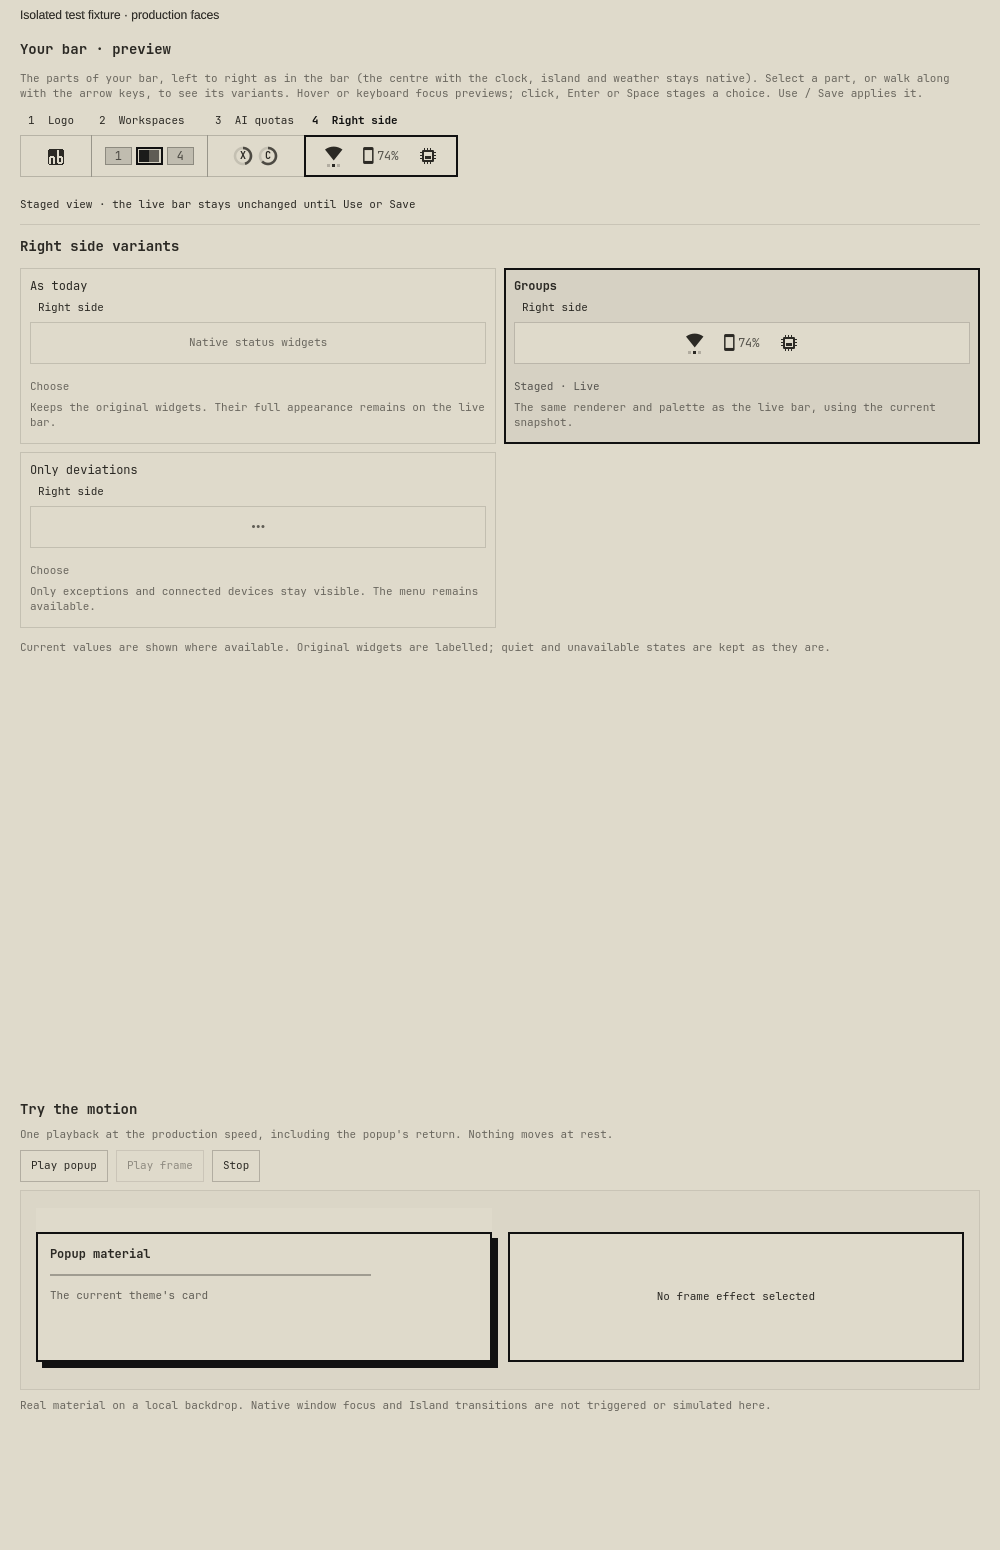 Isolated test fixture · production faces
Your bar · preview
The parts of your bar, left to right as in the bar (the centre with the clock, island and weather stays native). Select a part, or walk along
with the arrow keys, to see its variants. Hover or keyboard focus previews; click, Enter or Space stages a choice. Use / Save applies it.
1 Logo 2 Workspaces 3 AI quotas 4 Right side
nb 1 4 X C 74%
Staged view · the live bar stays unchanged until Use or Save
Right side variants
As today
Right side
Native status widgets
Choose
Keeps the original widgets. Their full appearance remains on the live
bar.
Groups
Right side
74%
Staged · Live
The same renderer and palette as the live bar, using the current
snapshot.
Only deviations
Right side
•••
Choose
Only exceptions and connected devices stay visible. The menu remains
available.
Current values are shown where available. Original widgets are labelled; quiet and unavailable states are kept as they are.
Try the motion
One playback at the production speed, including the popup's return. Nothing moves at rest.
Play popup Play frame Stop
Popup material
The current theme's card
No frame effect selected
Real material on a local backdrop. Native window focus and Island transitions are not triggered or simulated here.